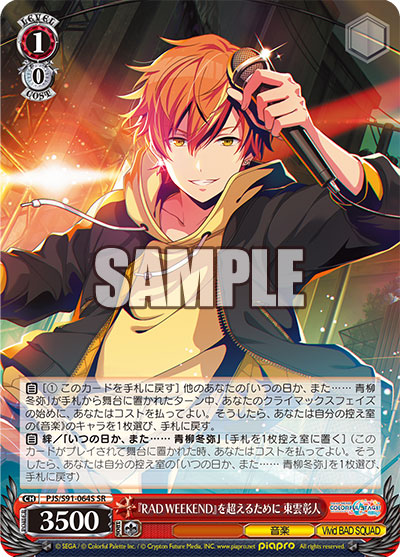 LEVEL
1
0
COST
SAMPLE
自 [① このカードを手札に戻す] 他のあなたの「いつの日か、また…… 青柳
冬弥」が手札から舞台に置かれたターン中、あなたのクライマックスフェイズ
の始めに、あなたはコストを払ってよい。そうしたら、あなたは自分の控え室
の《音楽》のキャラを1枚選び、手札に戻す。
自 絆／「いつの日か、また…… 青柳冬弥」 [手札を1枚控え室に置く] （この
カードがプレイされて舞台に置かれた時、あなたはコストを払ってよい。そう
したら、あなたは自分の控え室の「いつの日か、また…… 青柳冬弥」を1枚選
び、手札に戻す）
CH PJS/S91-064S SR
『RAD WEEKEND』を超えるために 東雲彰人
3500
音楽
Vivid BAD SQUAD
© SEGA / © Colorful Palette Inc. / © Crypton Future Media, INC. www.piapro.net piapro All rights reserved.